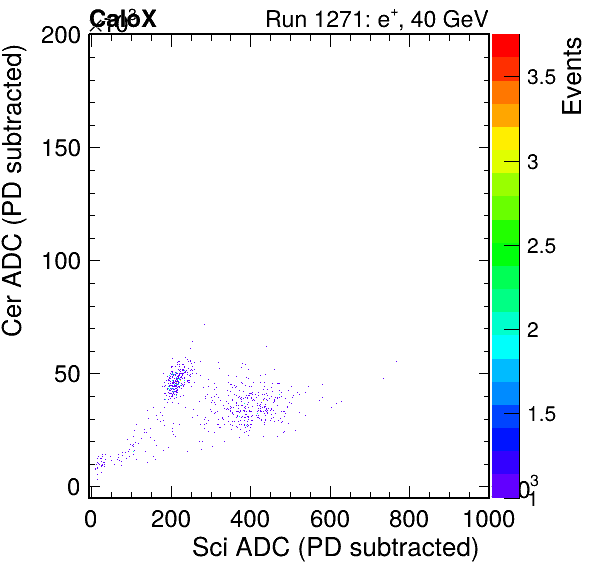 CaloX
×10³
Run 1271: e⁺, 40 GeV
200
150
100
50
0
Cer ADC (PD subtracted)
0 200 400 600 800 1000
Sci ADC (PD subtracted)
3.5
3
2.5
2
1.5
1
Events